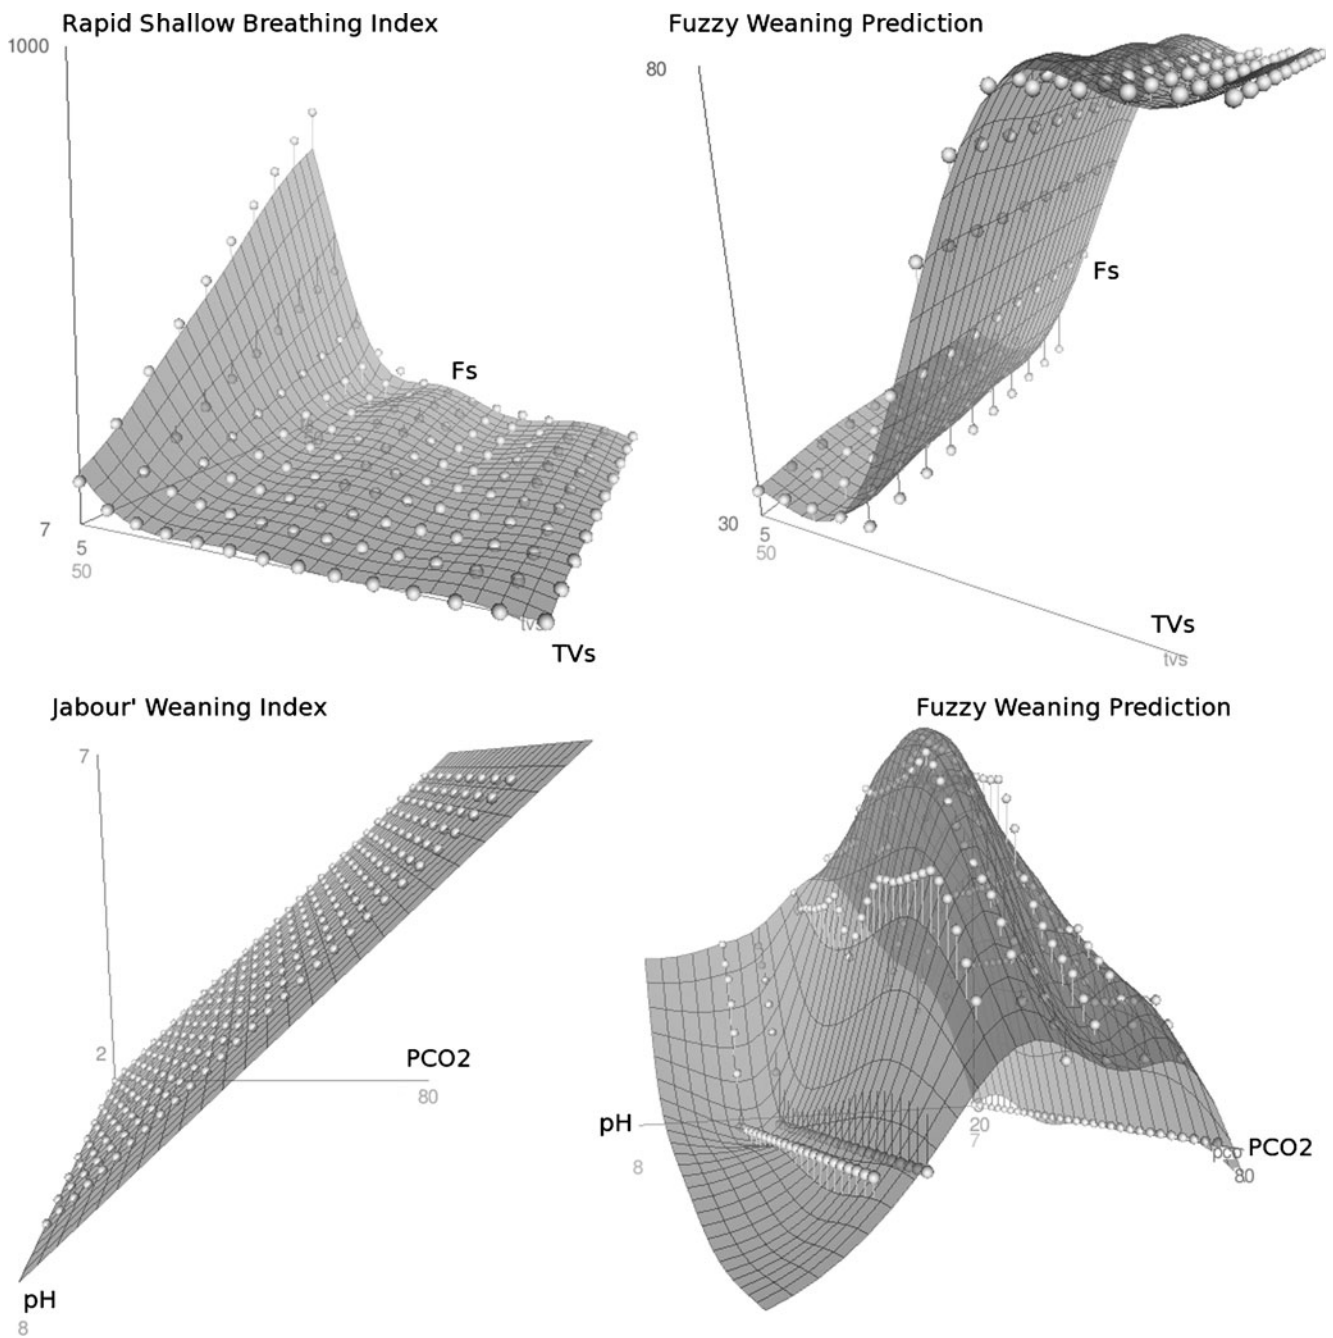 Rapid Shallow Breathing Index
1000
Fs
7
5
50
tvs
TVs
Fuzzy Weaning Prediction
80
Fs
30
5
50
TVs
tvs
Jabour' Weaning Index
7
2
PCO2
80
pH
8
Fuzzy Weaning Prediction
pH
8
20
7
pco
PCO2
80